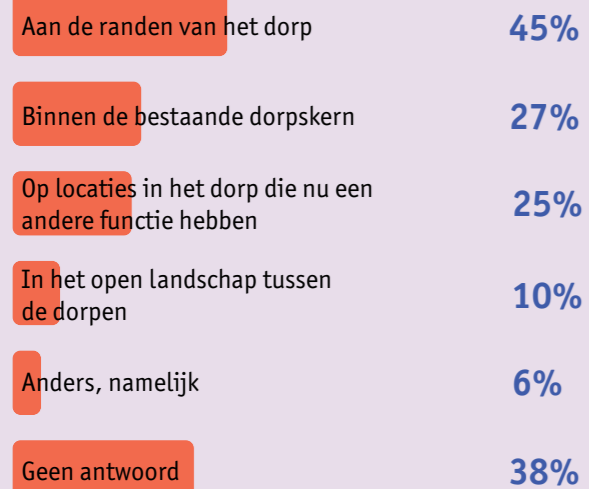 Aan de randen van het dorp 45%
Binnen de bestaande dorpskern 27%
Op locaties in het dorp die nu een
andere functie hebben 25%
In het open landschap tussen
de dorpen 10%
Anders, namelijk 6%
Geen antwoord 38%